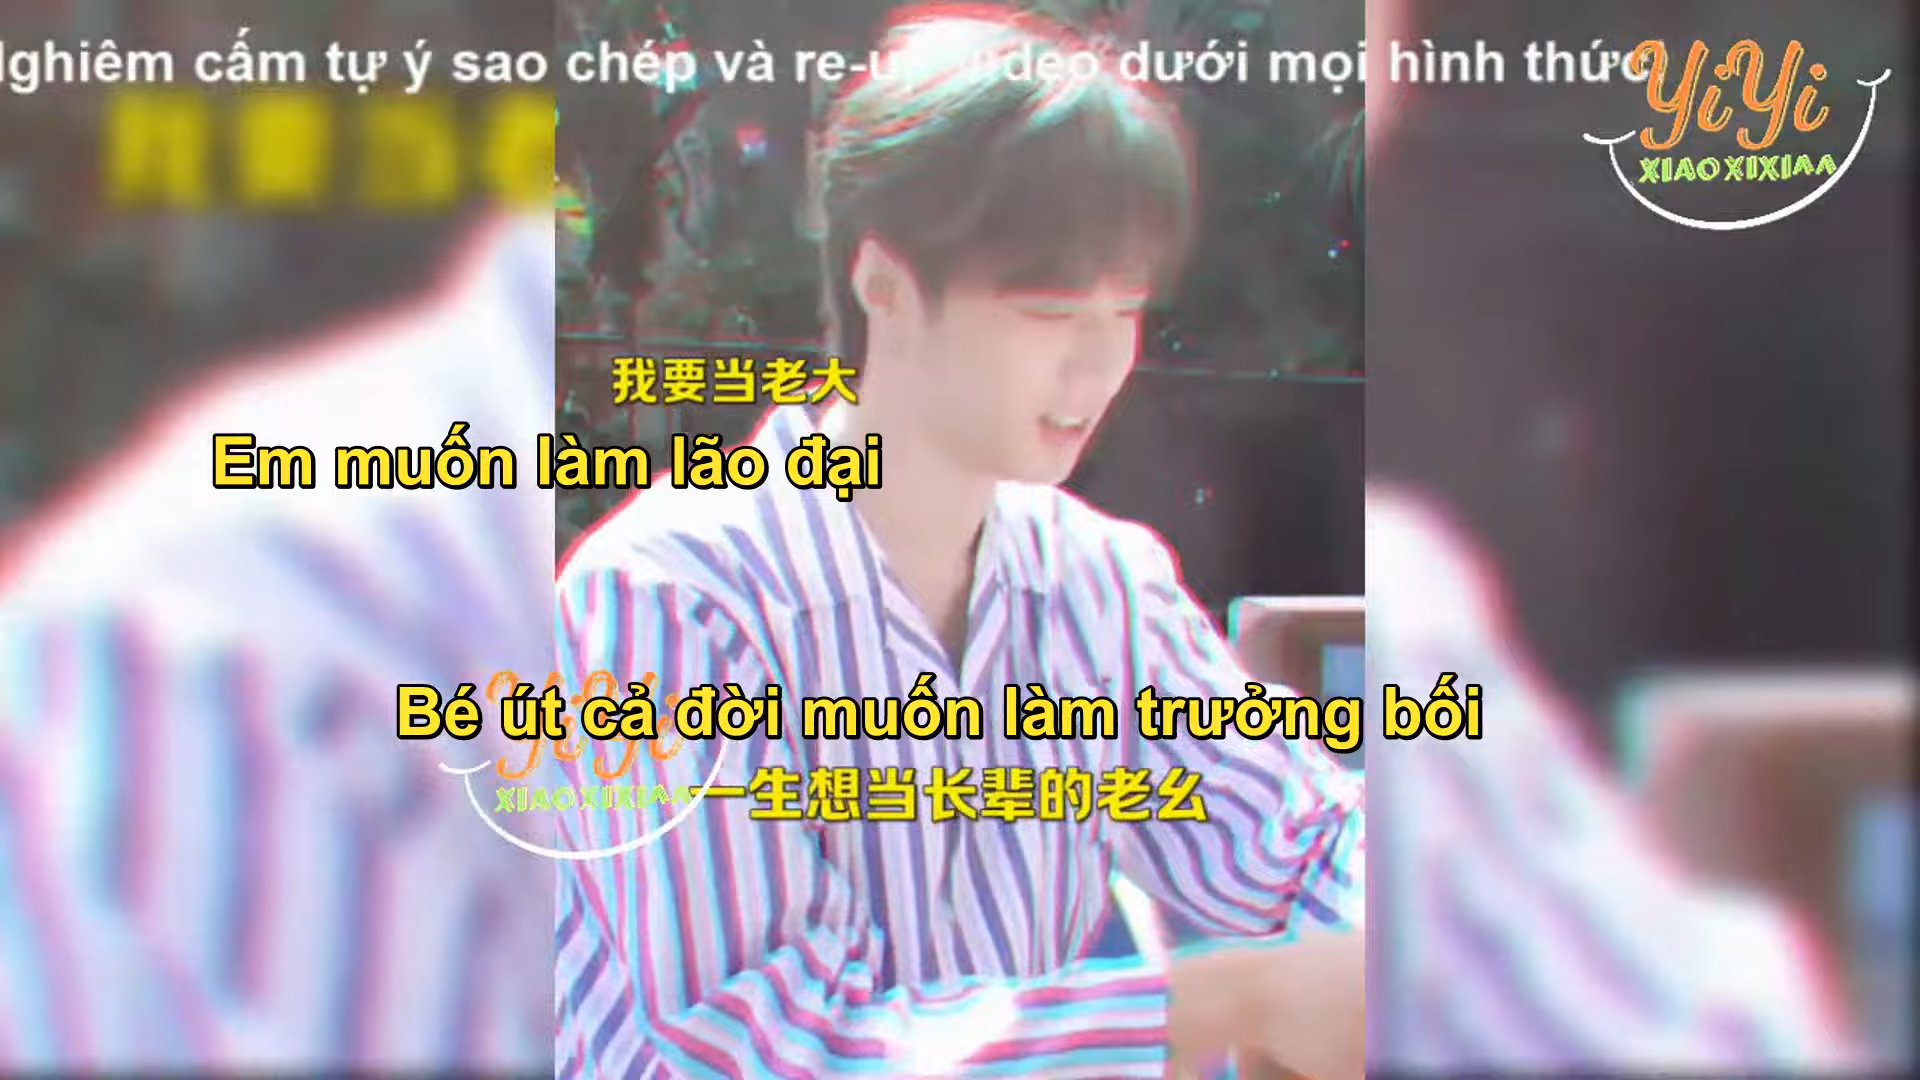 ghiêm cấm tự ý sao chép và re-up video dưới mọi hình thức
YiYi
XIAOXIXIAA
我要当老大
Em muốn làm lão đại
Bé út cả đời muốn làm trưởng bối
YiYi
XIAOXIXIAA
一生想当长辈的老幺